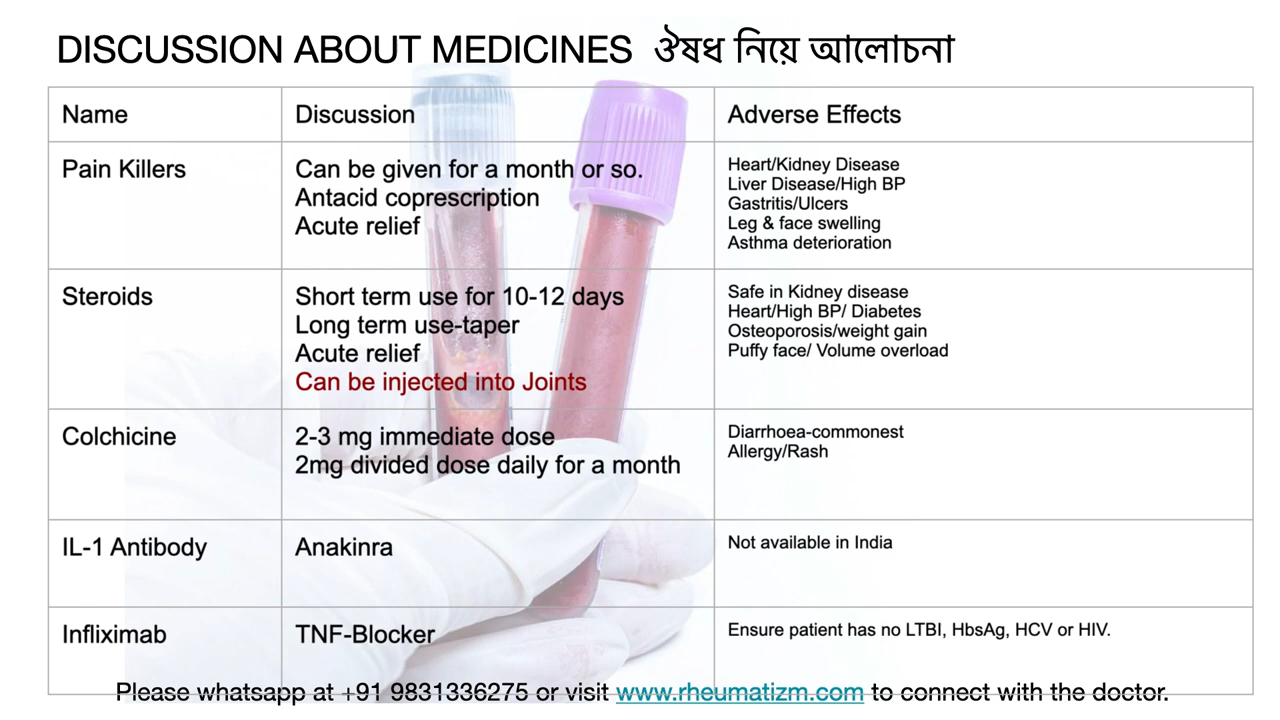 DISCUSSION ABOUT MEDICINES ঔষধ নিয়ে আলোচনা
Name Discussion Adverse Effects
Pain Killers
Can be given for a month or so.
Antacid coprescription
Acute relief
Heart/Kidney Disease
Liver Disease/High BP
Gastritis/Ulcers
Leg & face swelling
Asthma deterioration
Steroids
Short term use for 10-12 days
Long term use-taper
Acute relief
Can be injected into Joints
Safe in Kidney disease
Heart/High BP/ Diabetes
Osteoporosis/weight gain
Puffy face/ Volume overload
Colchicine
2-3 mg immediate dose
2mg divided dose daily for a month
Diarrhoea-commonest
Allergy/Rash
IL-1 Antibody
Anakinra
Not available in India
Infliximab
TNF-Blocker
Ensure patient has no LTBI, HbsAg, HCV or HIV.
Please whatsapp at +91 9831336275 or visit www.rheumatizm.com to connect with the doctor.